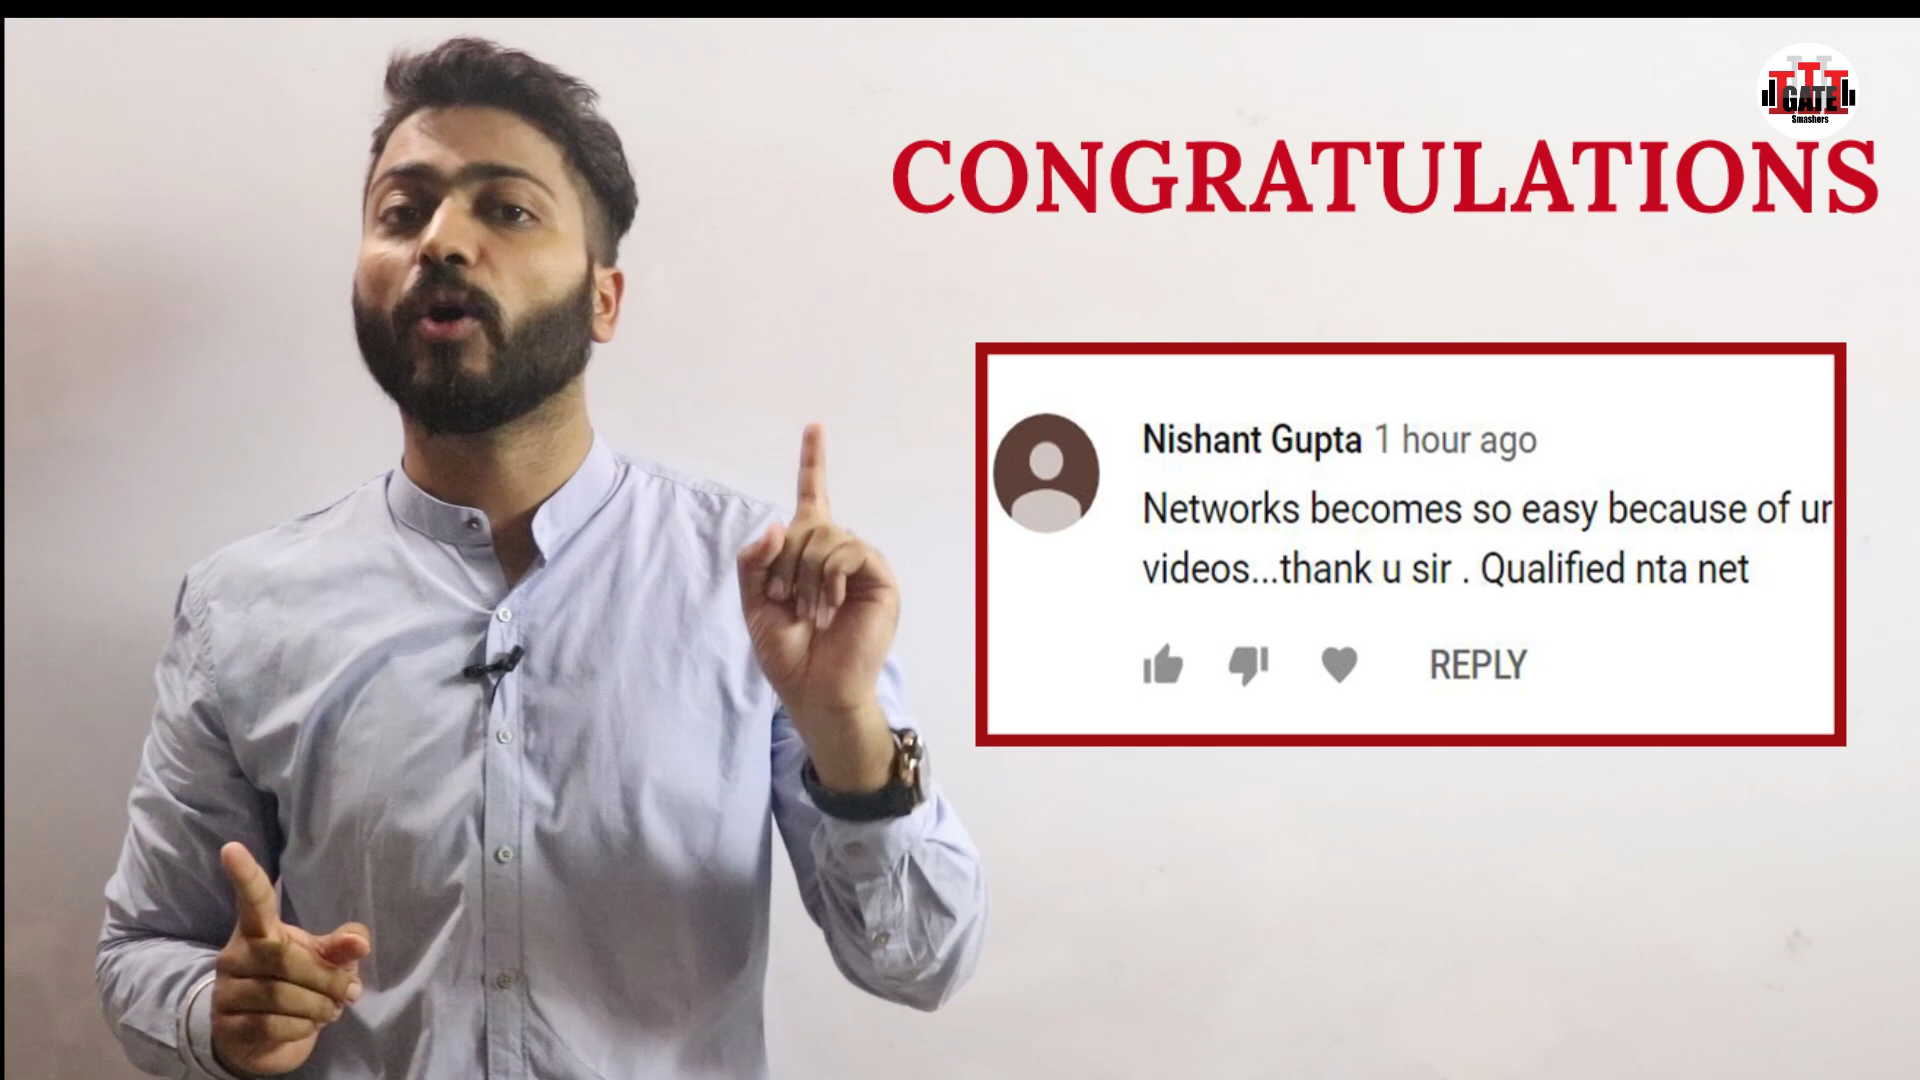 GATE
Smashers
CONGRATULATIONS
Nishant Gupta 1 hour ago
Networks becomes so easy because of ur
videos...thank u sir . Qualified nta net
REPLY